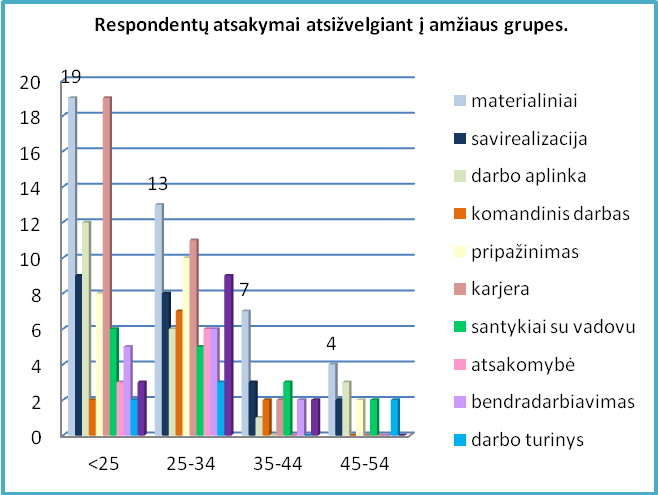 Respondentų atsakymai atsižvelgiant į amžiaus grupes.
20
18
16
14
12
10
8
6
4
2
0
19
13
7
4
<25
25-34
35-44
45-54
materialiniai
savirealizacija
darbo aplinka
komandinis darbas
pripažinimas
karjera
santykiai su vadovu
atsakomybė
bendradarbiavimas
darbo turinys